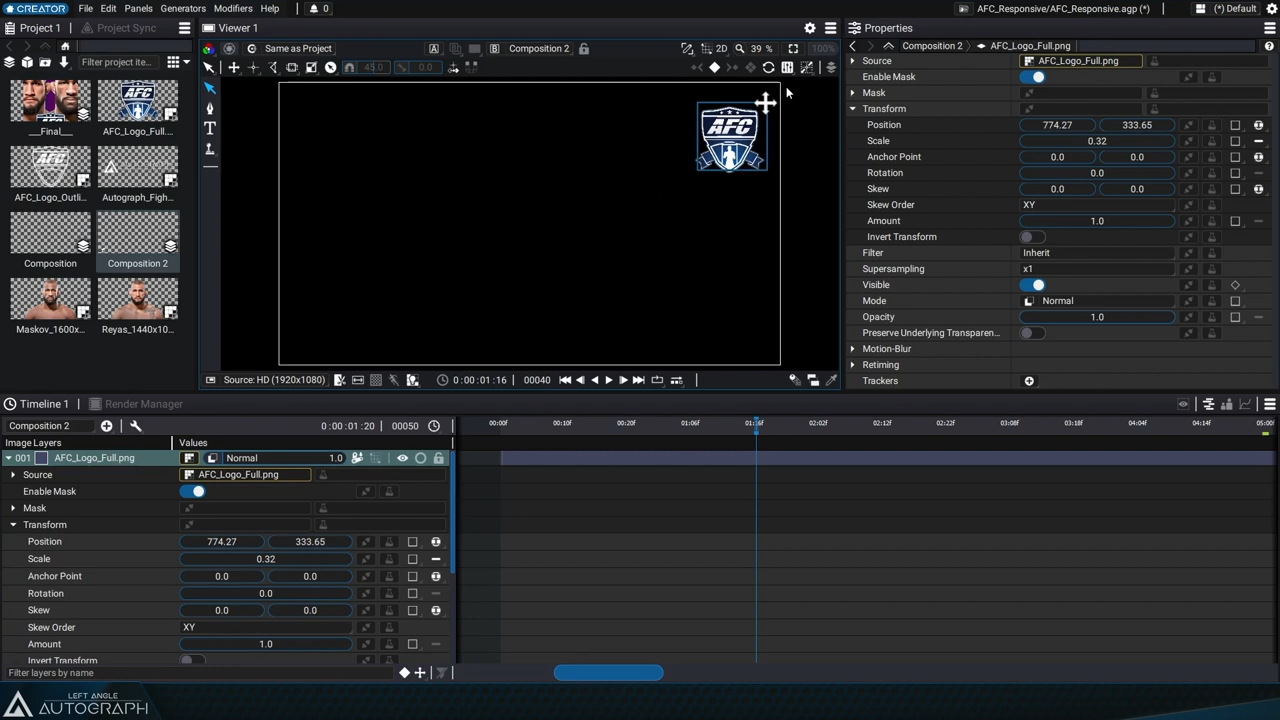 CREATOR File Edit Panels Generators Modifiers Help 0 AFC_Responsive/AFC_Responsive.agp (*) (*) Default
Project 1 Project Sync
Filter project ite...
__Final__ AFC_Logo_Full....
AFC_Logo_Outli... Autograph_Figh...
Composition Composition 2
Maskov_1600x... Reyas_1440x10...
Viewer 1
Same as Project A B Composition 2 2D 39 % 100%
45.0 0.0
AFC
Source: HD (1920x1080) 0:00:01:16 00040
Properties
Composition 2 AFC_Logo_Full.png
Source AFC_Logo_Full.png
Enable Mask
Mask
Transform
Position 774.27 333.65
Scale 0.32
Anchor Point 0.0 0.0
Rotation 0.0
Skew 0.0 0.0
Skew Order XY
Amount 1.0
Invert Transform
Filter Inherit
Supersampling x1
Visible
Mode Normal
Opacity 1.0
Preserve Underlying Transparen...
Motion-Blur
Retiming
Trackers
Timeline 1 Render Manager
Composition 2 0:00:01:20 00050
00:00f 00:10f 00:20f 01:06f 01:16f 02:02f 02:12f 02:22f 03:08f 03:18f 04:04f 04:14f 05:00f
Image Layers Values
001 AFC_Logo_Full.png Normal 1.0
Source AFC_Logo_Full.png
Enable Mask
Mask
Transform
Position 774.27 333.65
Scale 0.32
Anchor Point 0.0 0.0
Rotation 0.0
Skew 0.0 0.0
Skew Order XY
Amount 1.0
Invert Transform
Filter layers by name
LEFT ANGLE
AUTOGRAPH